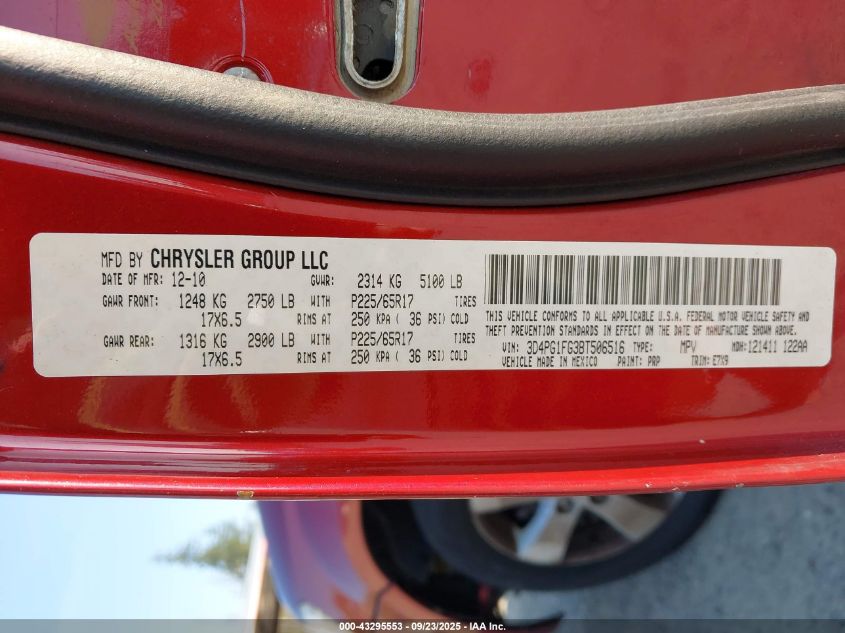 MFD BY CHRYSLER GROUP LLC
DATE OF MFR: 12-10 GVWR: 2314 KG 5100 LB
GAWR FRONT: 1248 KG 2750 LB WITH P225/65R17 TIRES
17X6.5 RIMS AT 250 KPA ( 36 PSI) COLD
GAWR REAR: 1316 KG 2900 LB WITH P225/65R17 TIRES
17X6.5 RIMS AT 250 KPA ( 36 PSI) COLD
THIS VEHICLE CONFORMS TO ALL APPLICABLE U.S.A. FEDERAL MOTOR VEHICLE SAFETY AND
THEFT PREVENTION STANDARDS IN EFFECT ON THE DATE OF MANUFACTURE SHOWN ABOVE.
VIN: 3D4PG1FG3BT506516 TYPE: MPV MDH: 121411 122AA
VEHICLE MADE IN MEXICO PAINT: PRP TRIM: E7X9
000-43295553 - 09/23/2025 - IAA Inc.